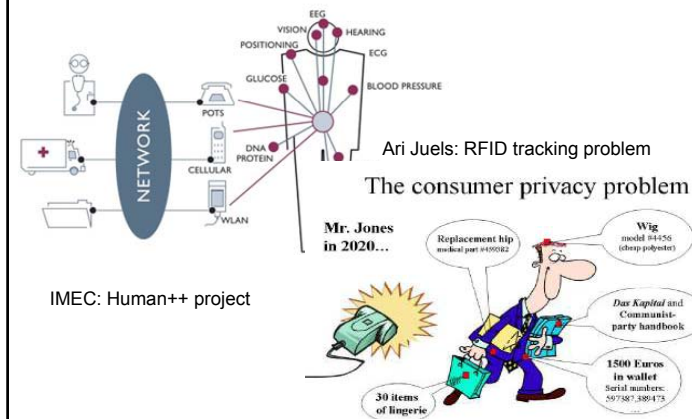 EEG
VISION
HEARING
POSITIONING
ECG
GLUCOSE
BLOOD PRESSURE
POTS
NETWORK
DNA
PROTEIN
CELLULAR
WLAN
IMEC: Human++ project
Ari Juels: RFID tracking problem
The consumer privacy problem
Mr. Jones
in 2020…
Replacement hip
medical part #459382
Wig
model #4456
(cheap polyester)
Das Kapital and
Communist-
party handbook
1500 Euros
in wallet
Serial numbers:
597387,389473
…
30 items
of lingerie